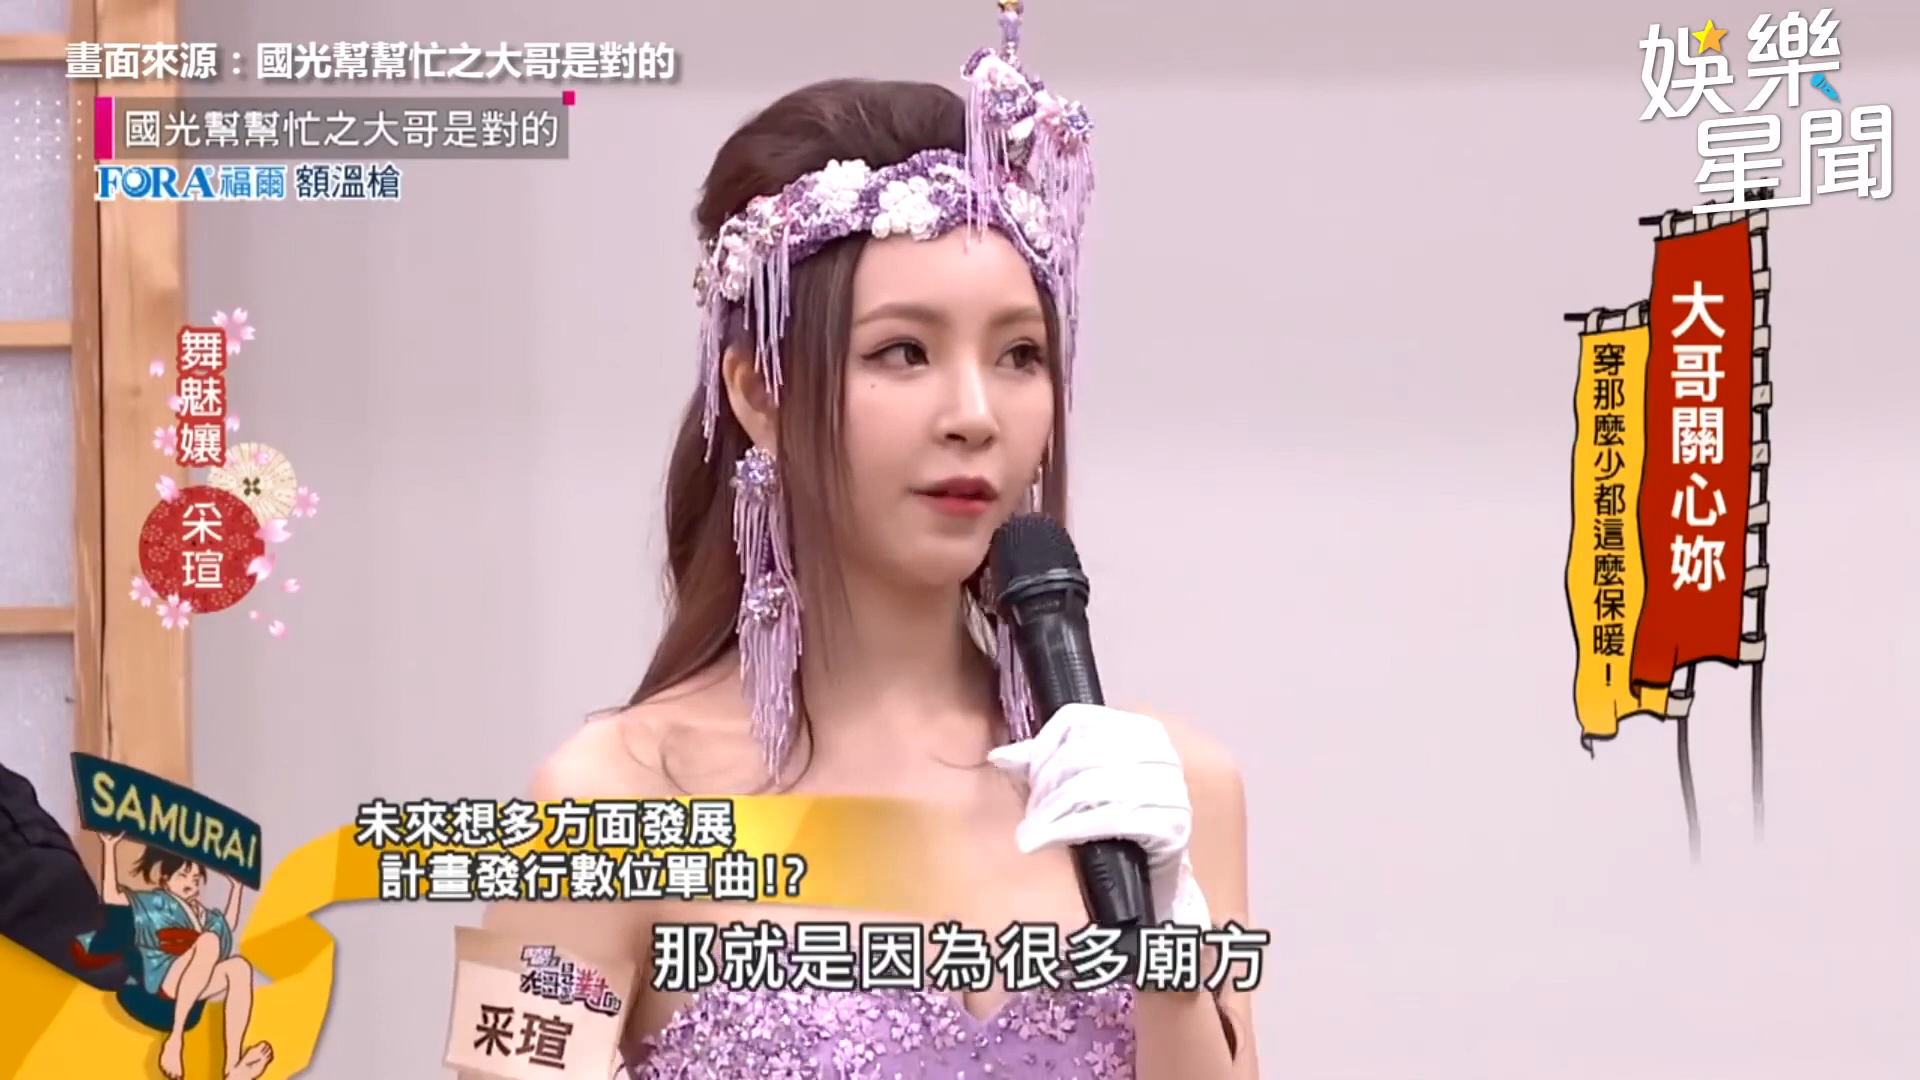 畫面來源：國光幫幫忙之大哥是對的
國光幫幫忙之大哥是對的
FORA福爾 額溫槍
娛樂
星聞
大哥關心妳
穿那麼少都這麼保暖！
舞魅孃
采瑄
SAMURAI
未來想多方面發展
計畫發行數位單曲!?
那就是因為很多廟方
采瑄